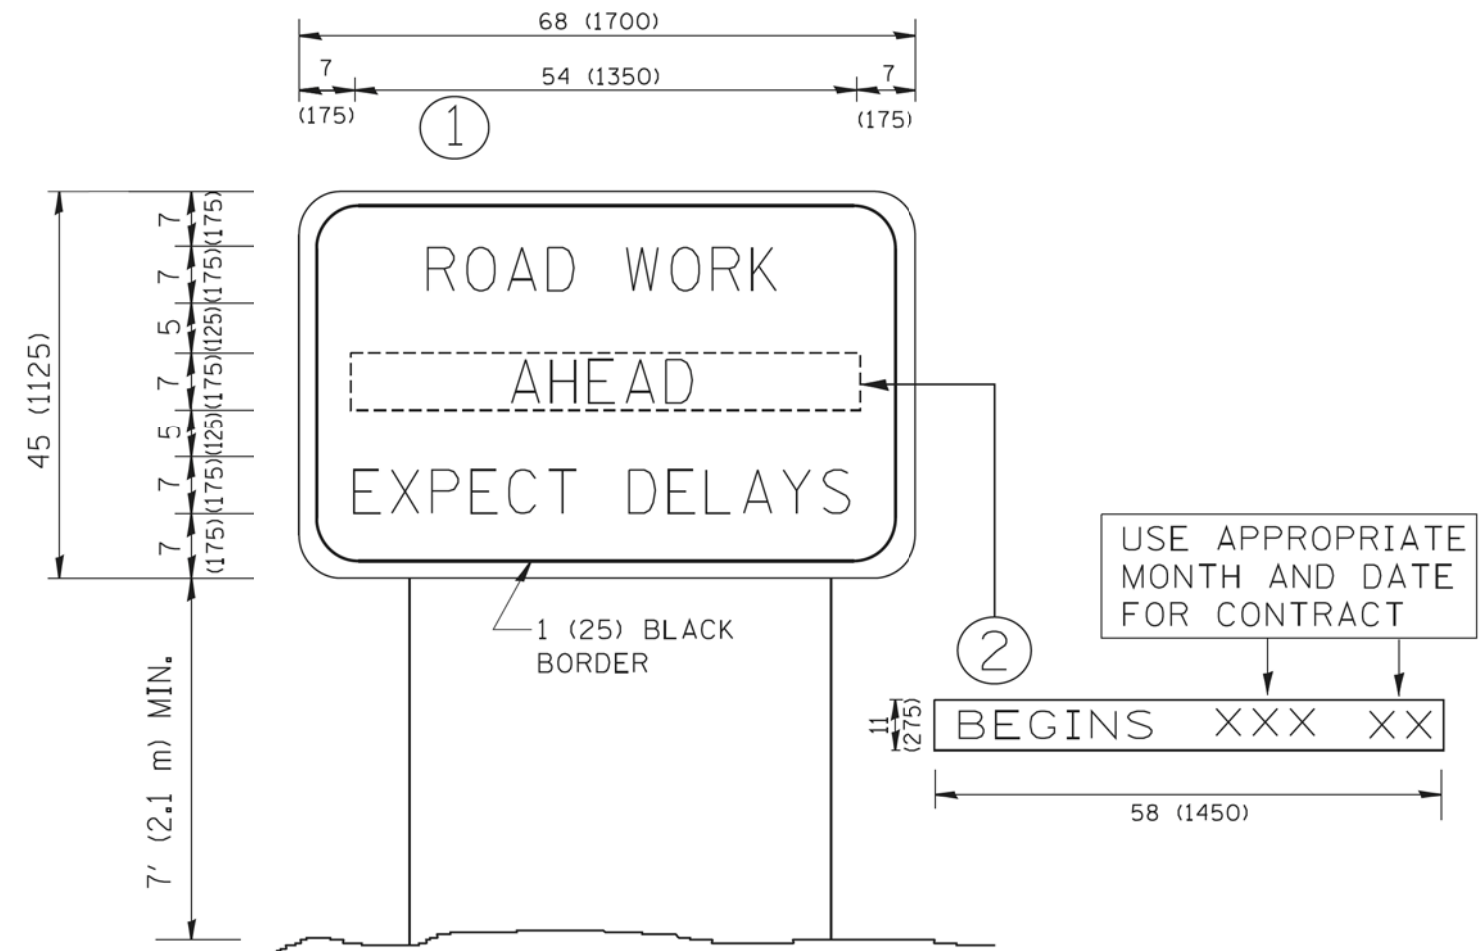 68 (1700)
7
54 (1350)
7
(175)
(175)
1
7
(175)
7
(175)
5
(125)
7
(175)
5
(125)
7
(175)
7
(175)
45 (1125)
ROAD WORK
AHEAD
EXPECT DELAYS
1 (25) BLACK
BORDER
7' (2.1 m) MIN.
2
USE APPROPRIATE
MONTH AND DATE
FOR CONTRACT
11
(275)
BEGINS XXX XX
58 (1450)